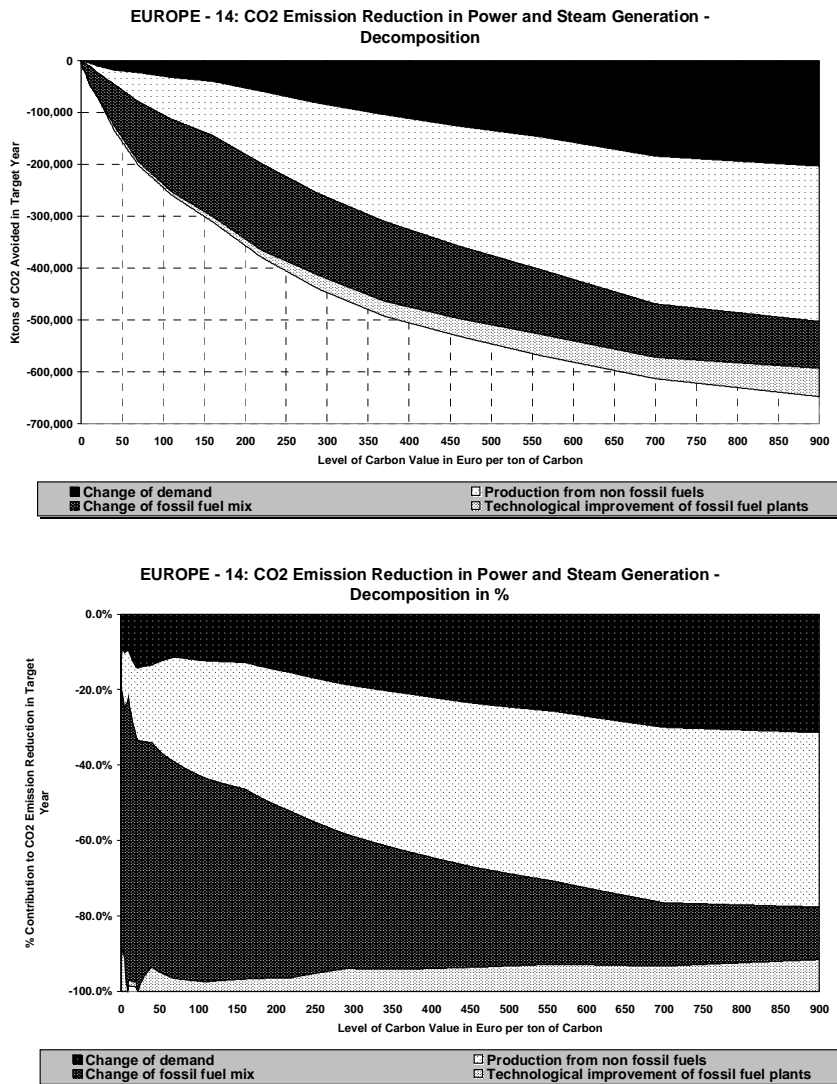 EUROPE - 14: CO2 Emission Reduction in Power and Steam Generation -
Decomposition
0
-100,000
-200,000
-300,000
-400,000
-500,000
-600,000
-700,000
Ktons of CO2 Avoided in Target Year
0 50 100 150 200 250 300 350 400 450 500 550 600 650 700 750 800 850 900
Level of Carbon Value in Euro per ton of Carbon
Change of demand Production from non fossil fuels
Change of fossil fuel mix Technological improvement of fossil fuel plants
EUROPE - 14: CO2 Emission Reduction in Power and Steam Generation -
Decomposition in %
0.0%
-20.0%
-40.0%
-60.0%
-80.0%
-100.0%
% Contribution to CO2 Emission Reduction in Target
Year
0 50 100 150 200 250 300 350 400 450 500 550 600 650 700 750 800 850 900
Level of Carbon Value in Euro per ton of Carbon
Change of demand Production from non fossil fuels
Change of fossil fuel mix Technological improvement of fossil fuel plants